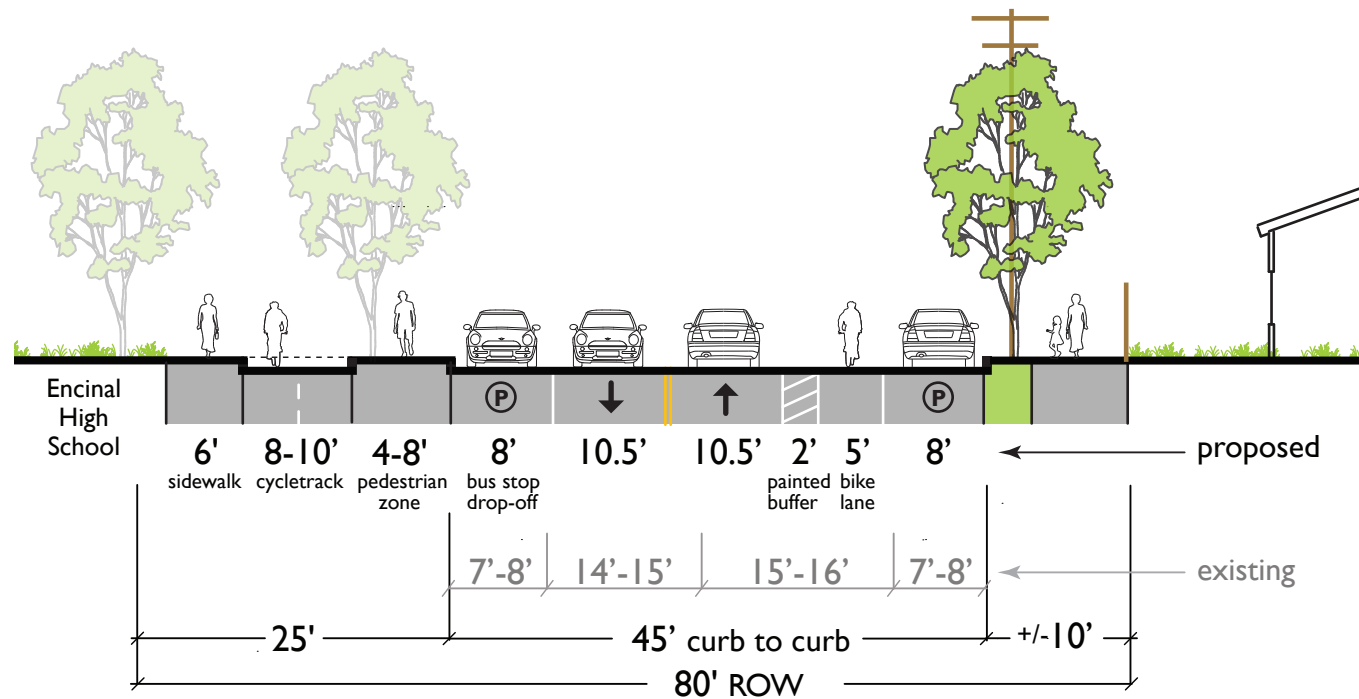 P
P
Encinal
High
School
6’
sidewalk
8-10’
cycletrack
4-8’
pedestrian
zone
8’
bus stop
drop-off
10.5’
10.5’
2’
painted
buffer
5’
bike
lane
8’
proposed
7’-8’
14’-15’
15’-16’
7’-8’
existing
25'
45’ curb to curb
+/-10’
80' ROW